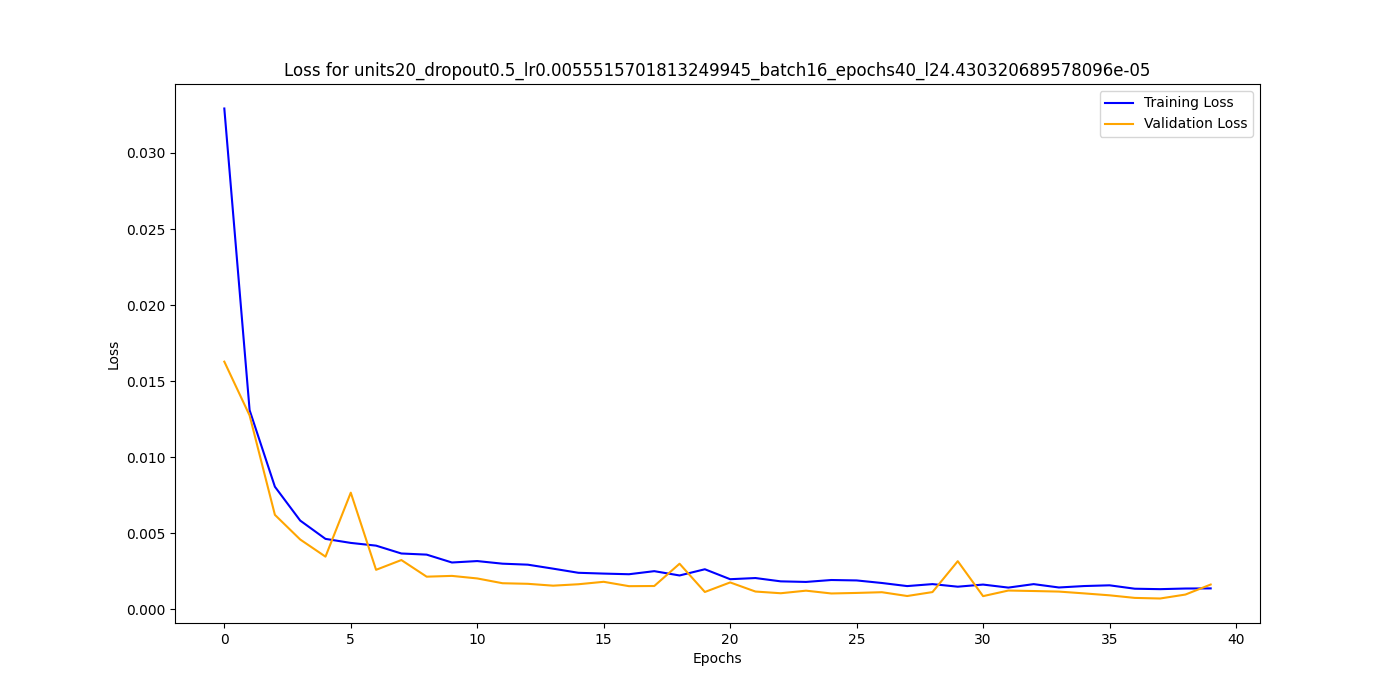 Loss for units20_dropout0.5_lr0.0055515701813249945_batch16_epochs40_l24.430320689578096e-05
Training Loss
Validation Loss
0.030
0.025
0.020
0.015
0.010
0.005
0.000
Loss
0 5 10 15 20 25 30 35 40
Epochs